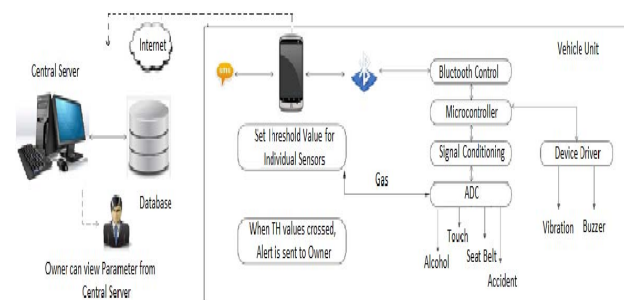 Internet
Central Server
Database
Owner can view Parameter from
Central Server
Vehicle Unit
SMS
Bluctooth Control
Microcontroller
Signal Conditioning
Device Driver
ADC
Set Threshold Value for
Individual Sensors
Gas
When TH values crossed,
Alert is sent to Owner
Alcohol
Touch
Seat Belt
Accident
Vibration
Buzzer